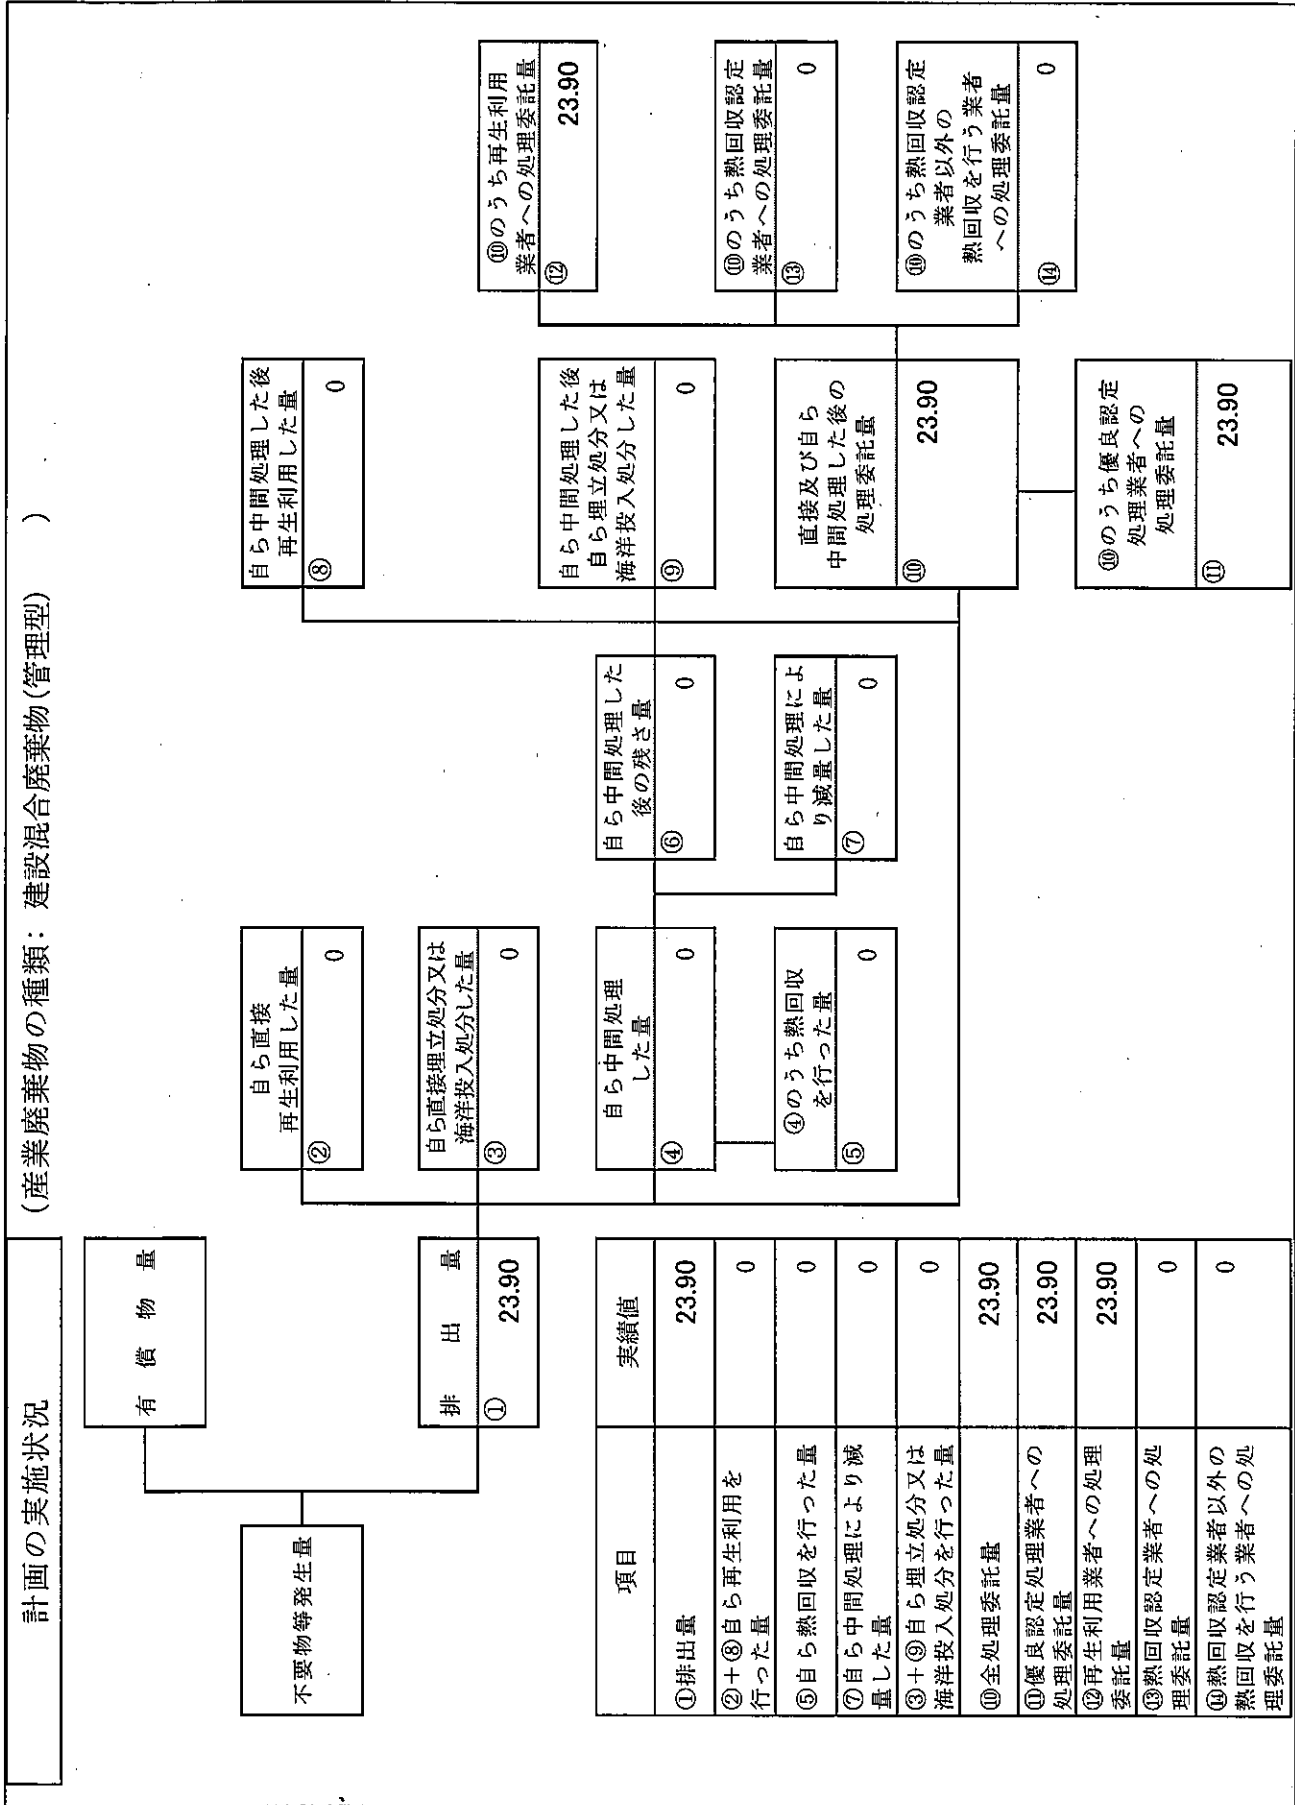 計画の実施状況
(産業廃棄物の種類：建設混合廃棄物(管理型)　　)
不要物等発生量
有償物量
排出量
① 23.90
自ら直接
再生利用した量
② 0
自ら直接埋立処分又は
海洋投入処分した量
③ 0
自ら中間処理
した量
④ 0
④のうち熱回収
を行った量
⑤ 0
自ら中間処理した
後の残さ量
⑥ 0
自ら中間処理によ
り減量した量
⑦ 0
自ら中間処理した後
再生利用した量
⑧ 0
自ら中間処理した後
自ら埋立処分又は
海洋投入処分した量
⑨ 0
直接及び自ら
中間処理した後の
処理委託量
⑩ 23.90
⑩のうち優良認定
処理業者への
処理委託量
⑪ 23.90
⑩のうち再生利用
業者への処理委託量
⑫ 23.90
⑩のうち熱回収認定
業者への処理委託量
⑬ 0
⑩のうち熱回収認定
業者以外の
熱回収を行う業者
への処理委託量
⑭ 0
項目 実績値
①排出量 23.90
②+⑧自ら再生利用を
行った量 0
⑤自ら熱回収を行った量 0
⑦自ら中間処理により減
量した量 0
③+⑨自ら埋立処分又は
海洋投入処分を行った量 0
⑩全処理委託量 23.90
⑪優良認定処理業者への
処理委託量 23.90
⑫再生利用業者への処理
委託量 23.90
⑬熱回収認定業者への処
理委託量 0
⑭熱回収認定業者以外の
熱回収を行う業者への処
理委託量 0